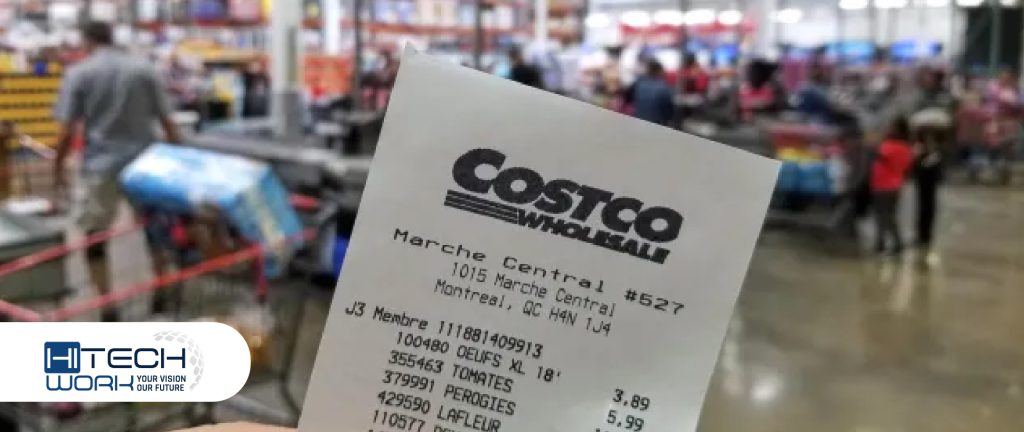 COSTCO
WHOLESALE
Marche Central #527
1015 Marche Central
Montreal, QC H4N 1J4
J3 Membre 111881409913
100480 OEUFS XL 18' 3.89
355463 TOMATES 5.99
379991 PEROGIES
429590 LAFLEUR
110577
HITECH
WORK
YOUR VISION
OUR FUTURE